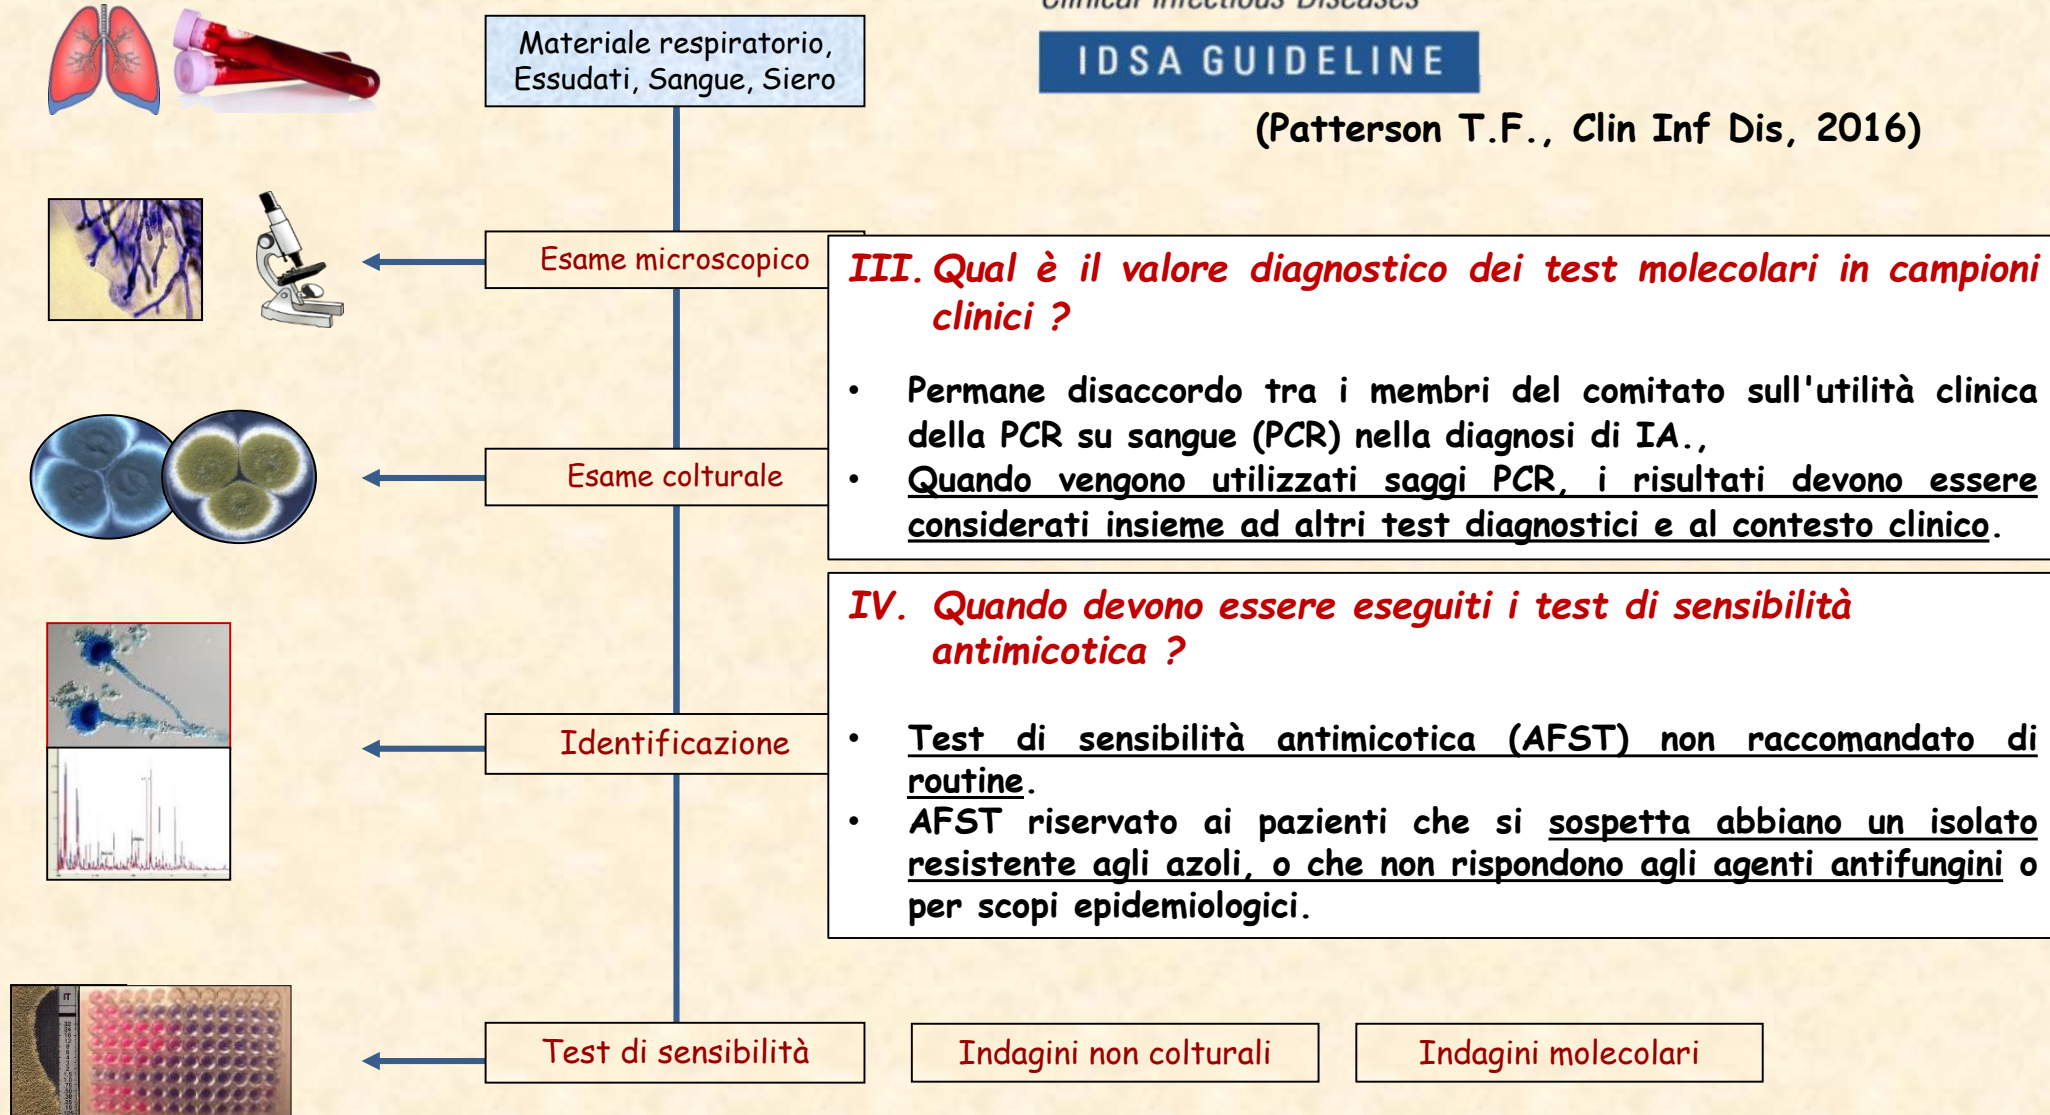 Clinical Infectious Diseases
IDSA GUIDELINE
(Patterson T.F., Clin Inf Dis, 2016)
Materiale respiratorio,
Essudati, Sangue, Siero
Esame microscopico
Esame colturale
Identificazione
Test di sensibilità
III. Qual è il valore diagnostico dei test molecolari in campioni
clinici ?
• Permane disaccordo tra i membri del comitato sull'utilità clinica
della PCR su sangue (PCR) nella diagnosi di IA.,
• Quando vengono utilizzati saggi PCR, i risultati devono essere
considerati insieme ad altri test diagnostici e al contesto clinico.
IV. Quando devono essere eseguiti i test di sensibilità
antimicotica ?
• Test di sensibilità antimicotica (AFST) non raccomandato di
routine.
• AFST riservato ai pazienti che si sospetta abbiano un isolato
resistente agli azoli, o che non rispondono agli agenti antifungini o
per scopi epidemiologici.
Indagini non colturali
Indagini molecolari
IT